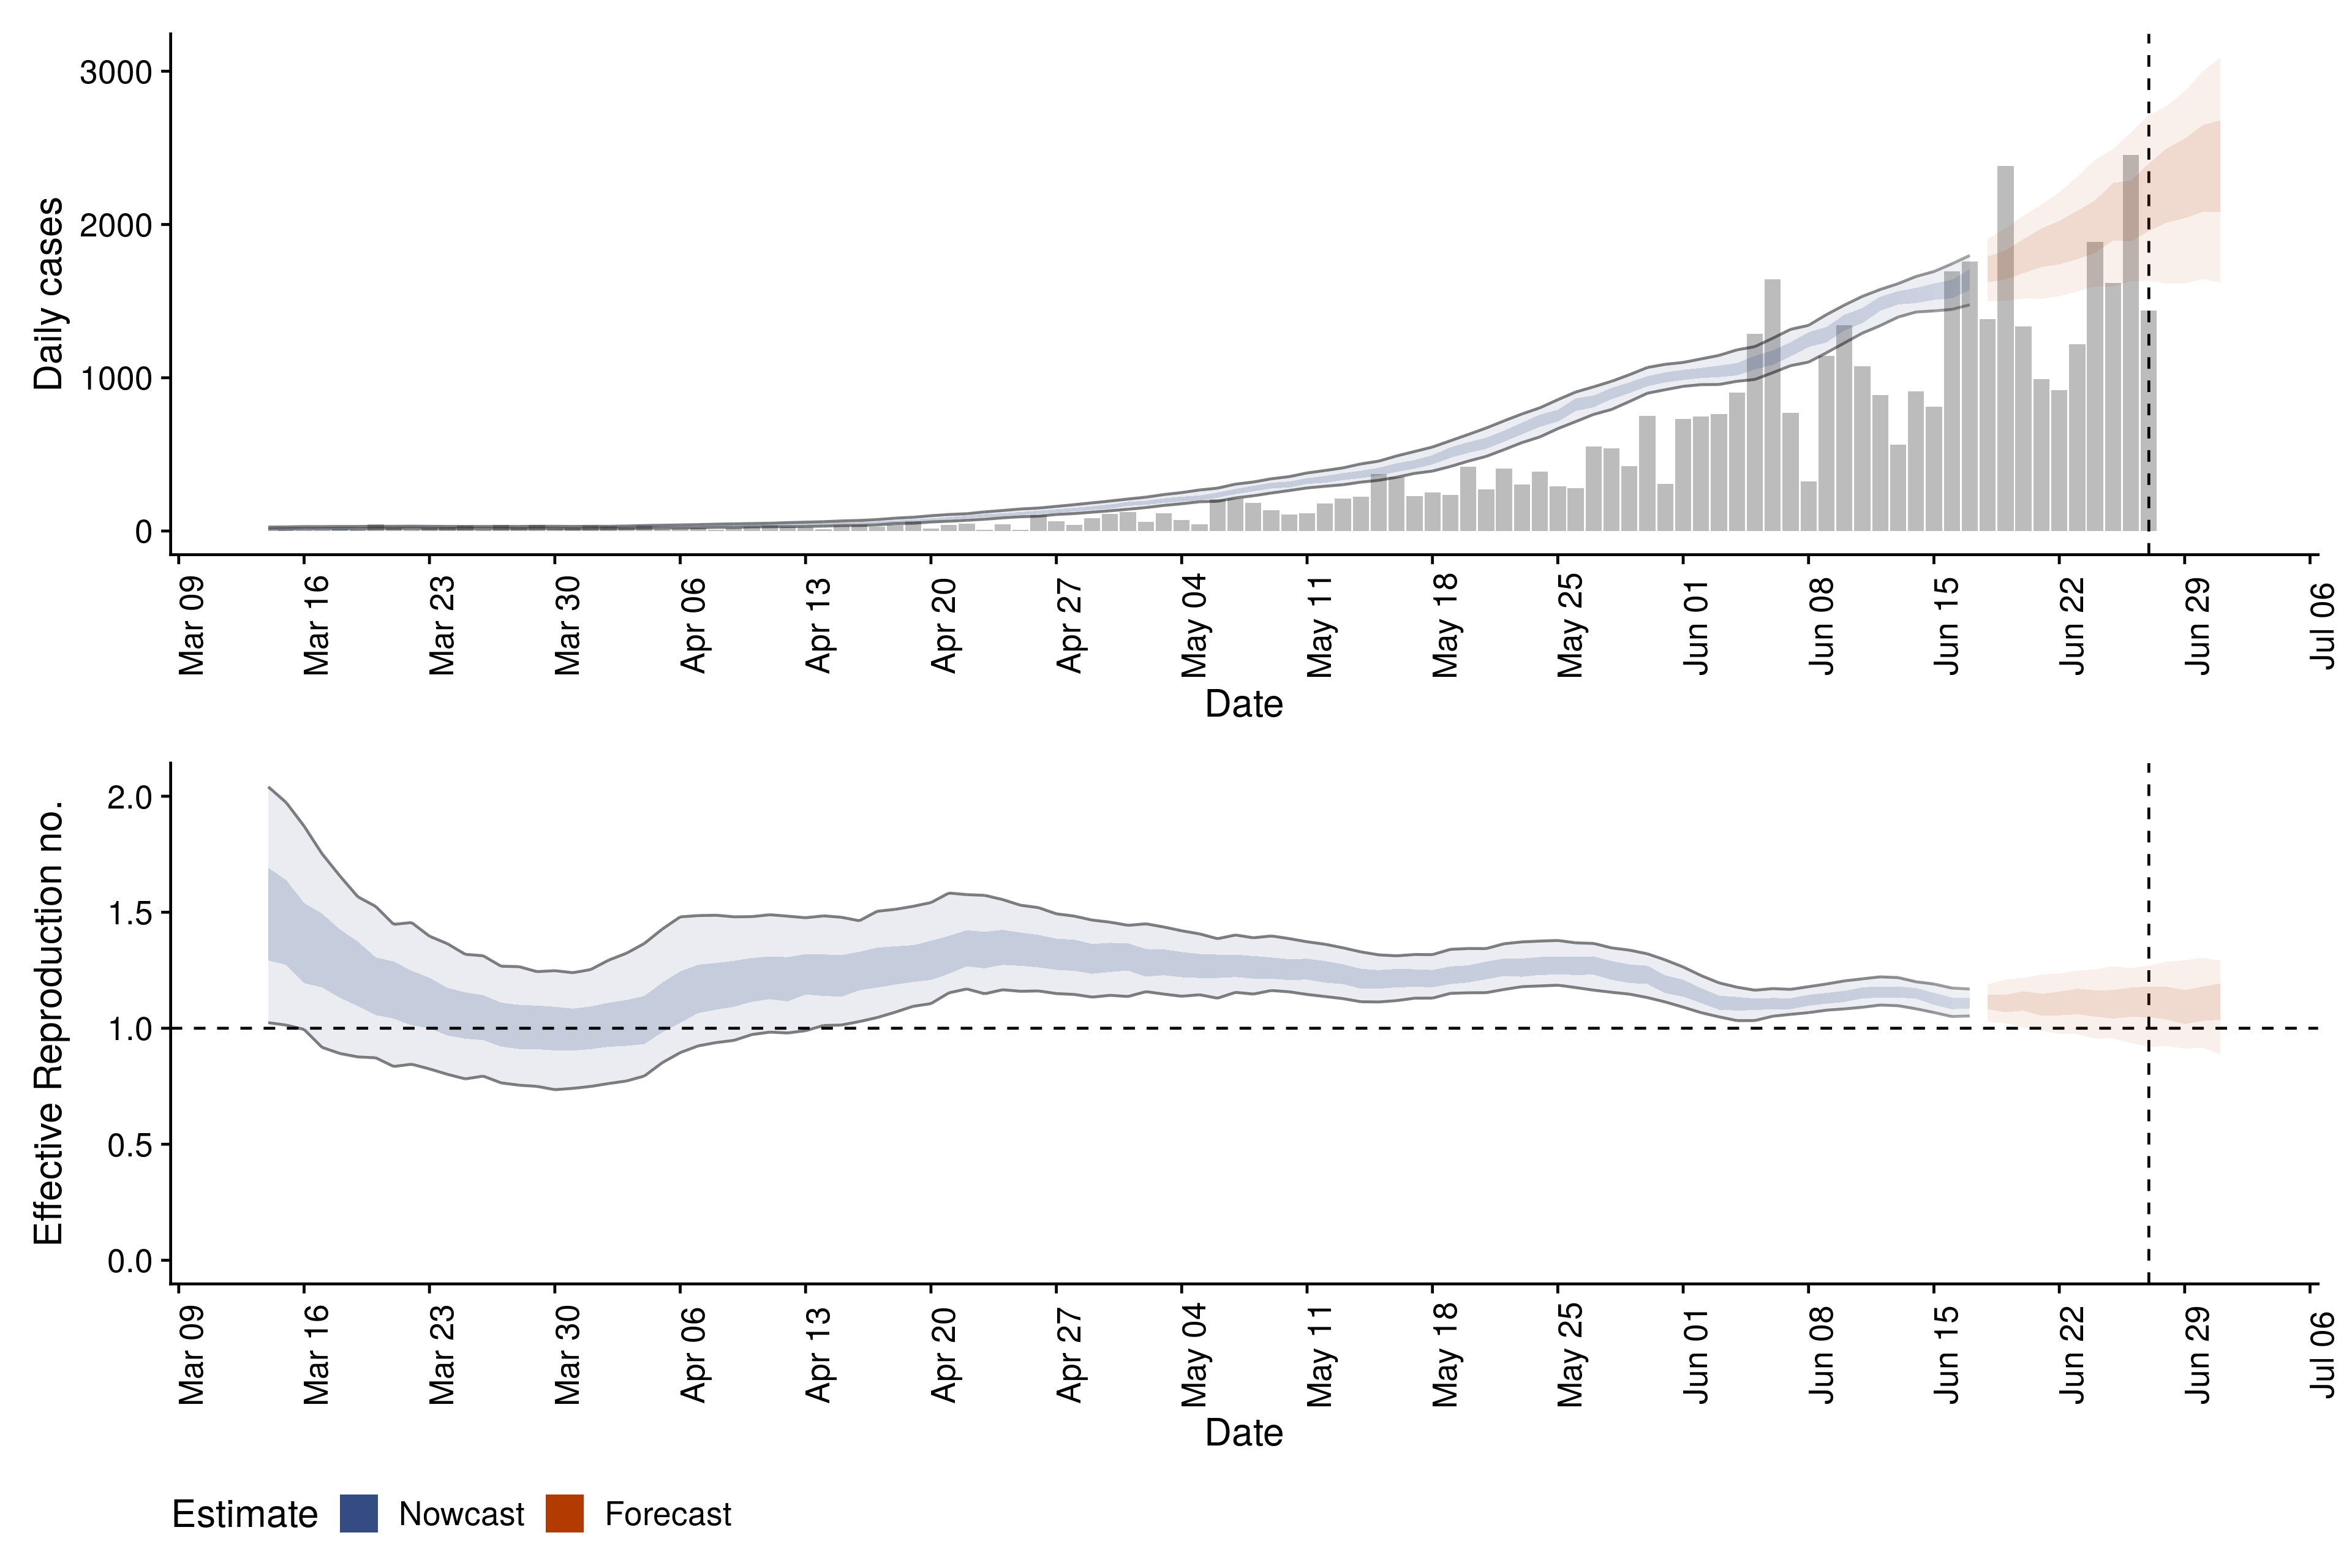 Daily cases
3000
2000
1000
0
Mar 09
Mar 16
Mar 23
Mar 30
Apr 06
Apr 13
Apr 20
Apr 27
May 04
May 11
May 18
May 25
Jun 01
Jun 08
Jun 15
Jun 22
Jun 29
Jul 06
Date
Effective Reproduction no.
2.0
1.5
1.0
0.5
0.0
Mar 09
Mar 16
Mar 23
Mar 30
Apr 06
Apr 13
Apr 20
Apr 27
May 04
May 11
May 18
May 25
Jun 01
Jun 08
Jun 15
Jun 22
Jun 29
Jul 06
Date
Estimate Nowcast Forecast